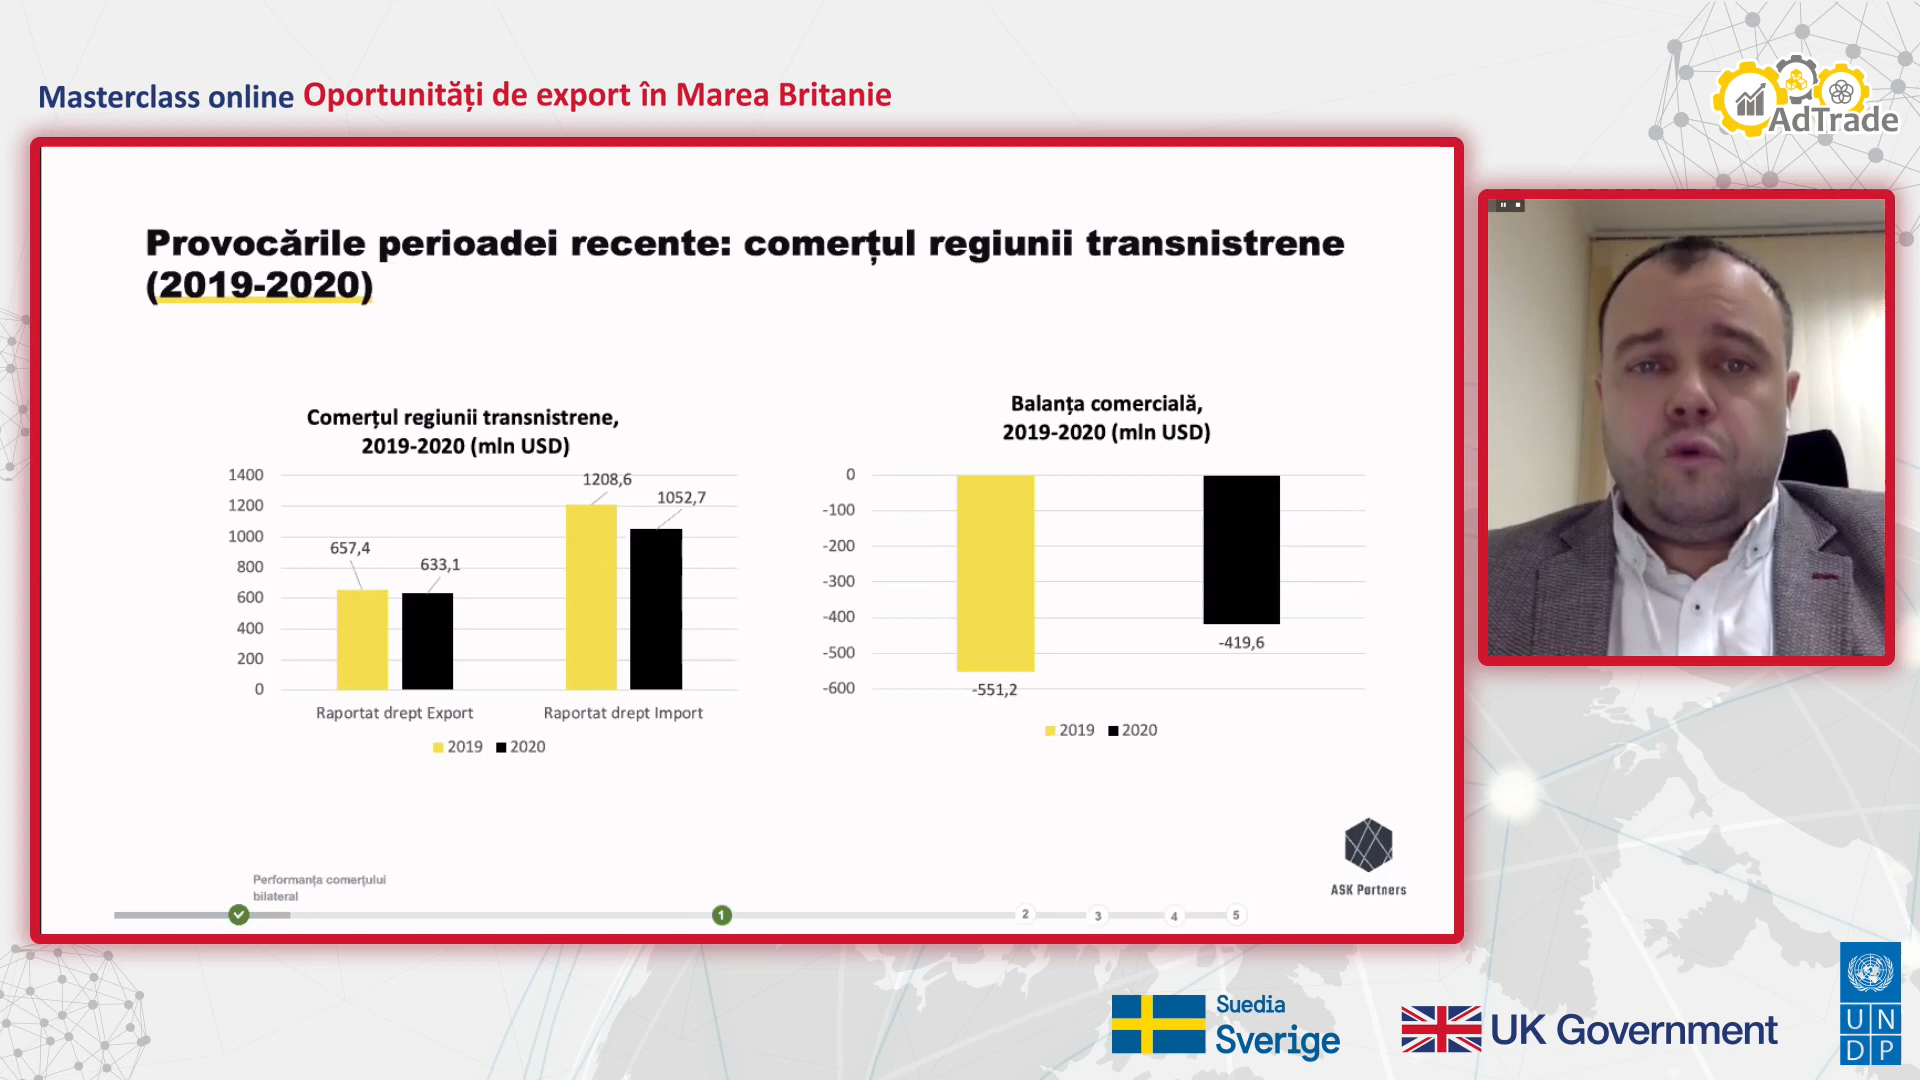 Masterclass online Oportunități de export în Marea Britanie
AdTrade
Provocările perioadei recente: comerțul regiunii transnistrene
(2019-2020)
Comerțul regiunii transnistrene,
2019-2020 (mln USD)
1400
1200
1000
800
600
400
200
0
657,4
633,1
1208,6
1052,7
Raportat drept Export
Raportat drept Import
2019 2020
Balanța comercială,
2019-2020 (mln USD)
0
-100
-200
-300
-400
-500
-600
-551,2
-419,6
2019 2020
ASK Partners
Performanța comerțului
bilateral
1 2 3 4 5
Suedia
Sverige
UK Government
UN
DP